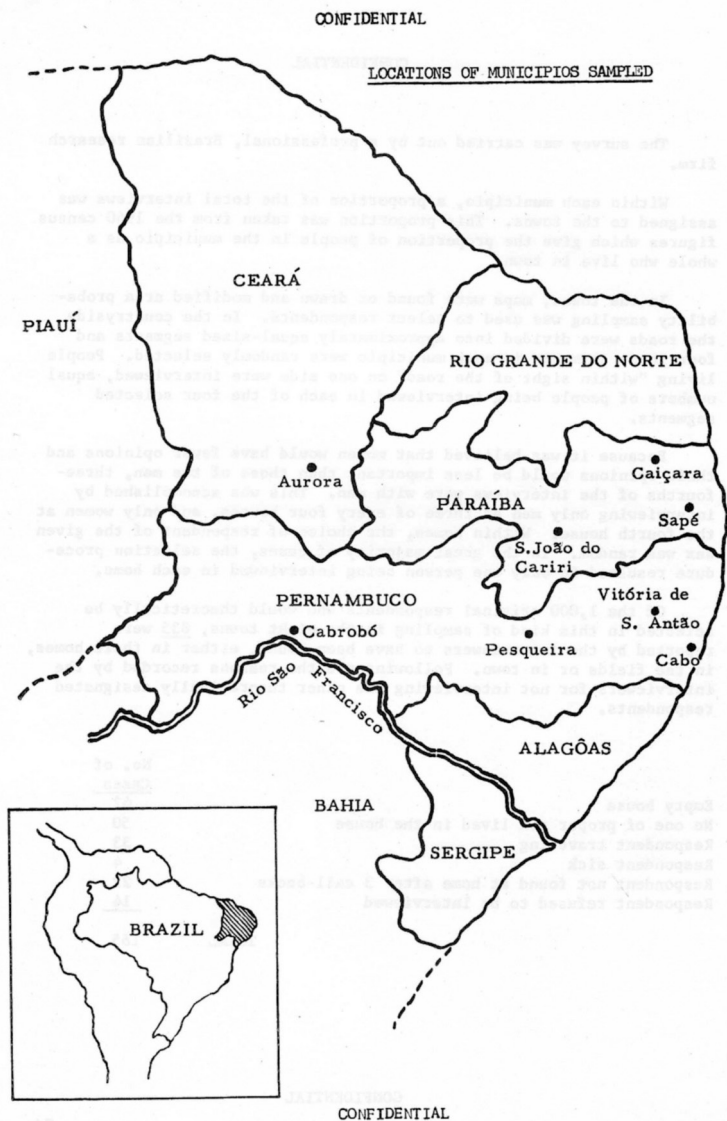 CONFIDENTIAL
LOCATIONS OF MUNICIPIOS SAMPLED
CEARÁ
PIAUÍ
RIO GRANDE DO NORTE
Caiçara
Aurora
PARAÍBA
Sapé
S. João do
Cariri
PERNAMBUCO
Vitória de
S. Antão
Cabrobó
Pesqueira
Cabo
Rio São Francisco
ALAGÔAS
BAHIA
SERGIPE
BRAZIL
CONFIDENTIAL